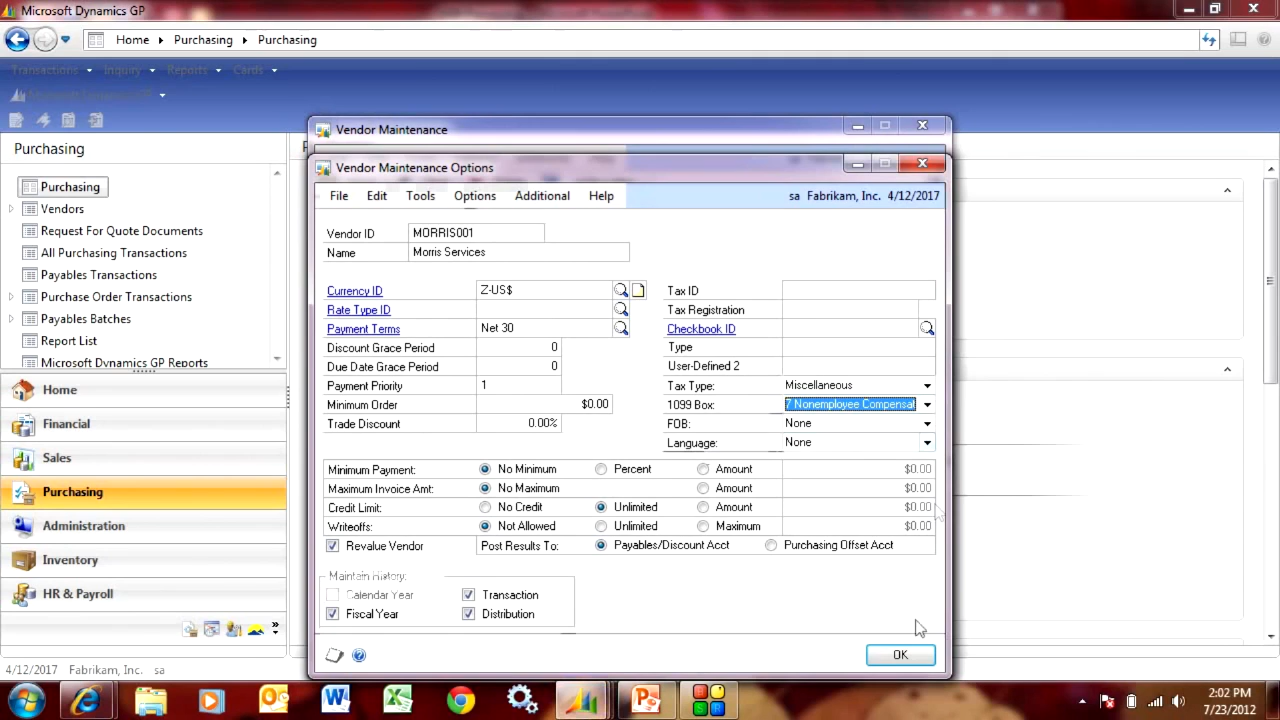 Microsoft Dynamics GP
Home Purchasing Purchasing
Transactions Inquiry Reports Cards
Microsoft Dynamics GP
Purchasing
Purchasing
Vendors
Request For Quote Documents
All Purchasing Transactions
Payables Transactions
Purchase Order Transactions
Payables Batches
Report List
Microsoft Dynamics GP Reports
Home
Financial
Sales
Purchasing
Administration
Inventory
HR & Payroll
4/12/2017 Fabrikam, Inc. sa
Vendor Maintenance
Vendor Maintenance Options
File Edit Tools Options Additional Help
sa Fabrikam, Inc. 4/12/2017
Vendor ID MORRIS001
Name Morris Services
Currency ID Z-US$
Rate Type ID
Payment Terms Net 30
Discount Grace Period 0
Due Date Grace Period 0
Payment Priority 1
Minimum Order $0.00
Trade Discount 0.00%
Tax ID
Tax Registration
Checkbook ID
Type
User-Defined 2
Tax Type: Miscellaneous
1099 Box: 7 Nonemployee Compensat
FOB: None
Language: None
Minimum Payment: No Minimum Percent Amount $0.00
Maximum Invoice Amt: No Maximum Amount $0.00
Credit Limit: No Credit Unlimited Amount $0.00
Writeoffs: Not Allowed Unlimited Maximum $0.00
Revalue Vendor Post Results To: Payables/Discount Acct Purchasing Offset Acct
Maintain History:
Calendar Year Transaction
Fiscal Year Distribution
OK
2:02 PM
7/23/2012